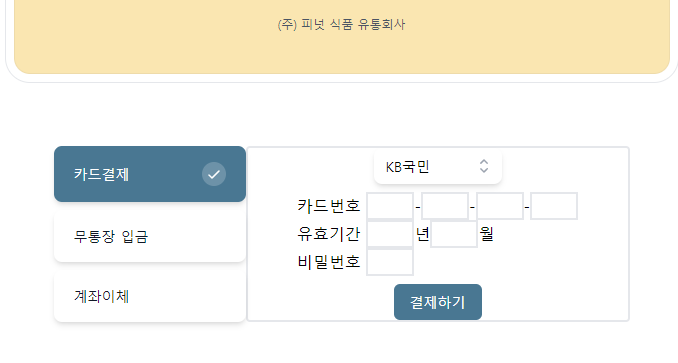 (주) 피넛 식품 유통회사
카드결제
무통장 입금
계좌이체
KB국민
카드번호 - - -
유효기간 년 월
비밀번호
결제하기